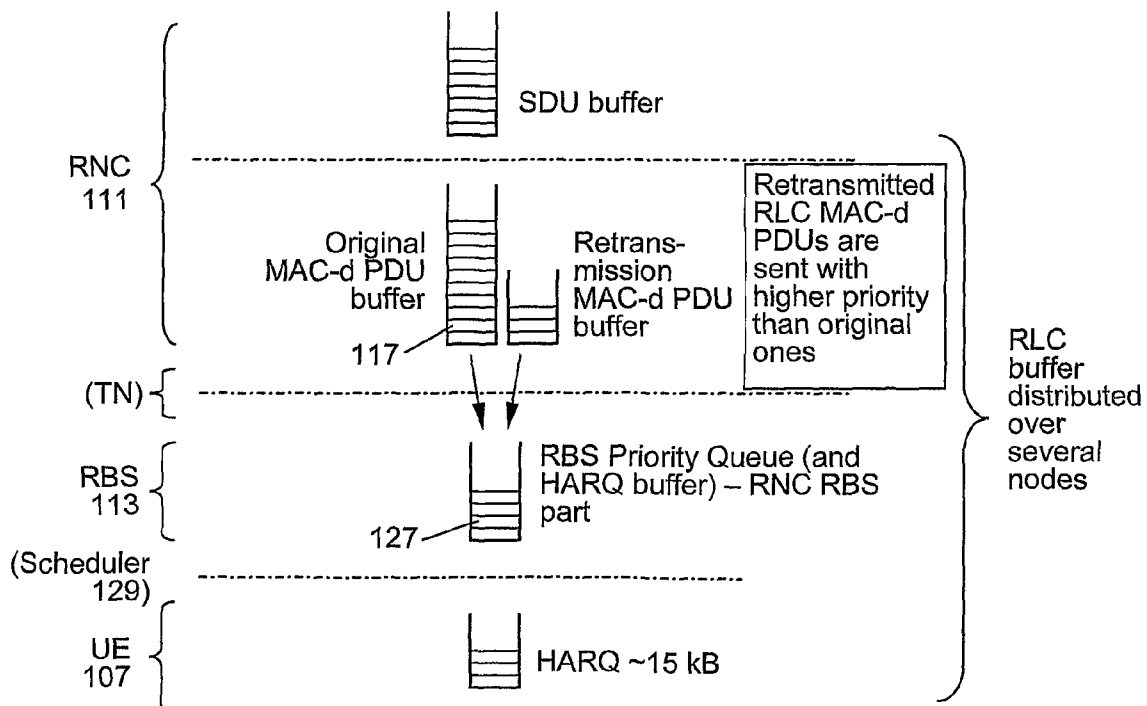 SDU buffer
RNC
111
Original
MAC-d PDU
buffer
117
Retrans-
mission
MAC-d PDU
buffer
Retransmitted
RLC MAC-d
PDUs are
sent with
higher priority
than original
ones
RLC
buffer
distributed
over
several
nodes
(TN)
RBS
113
RBS Priority Queue (and
HARQ buffer) – RNC RBS
part
127
(Scheduler
129)
UE
107
HARQ ~15 kB